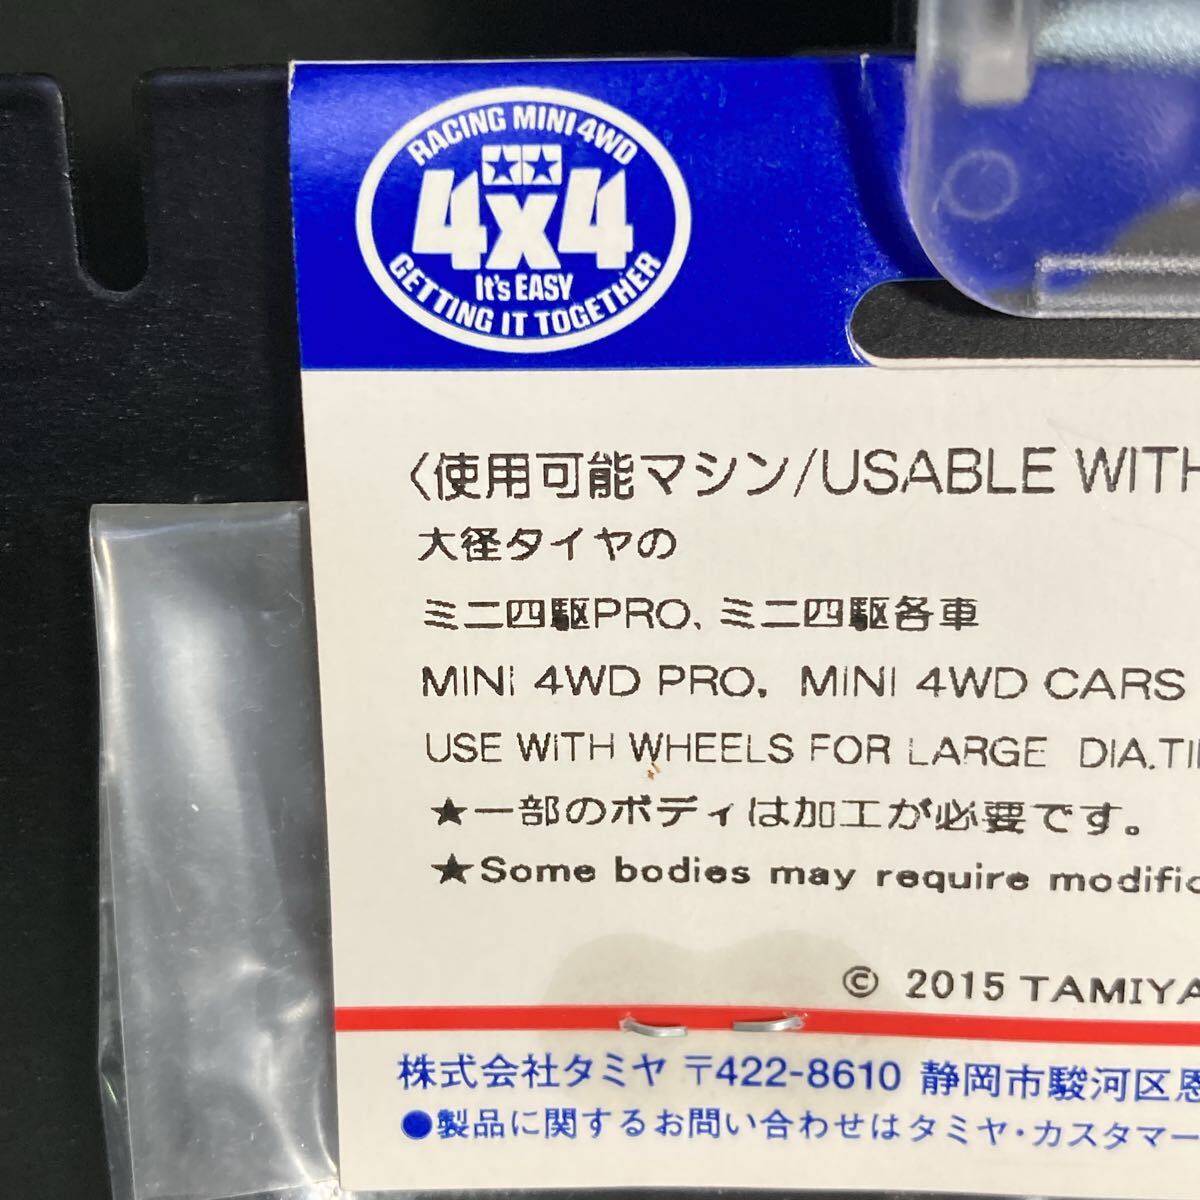 RACING MINI 4WD
4x4
It's EASY
GETTING IT TOGETHER
〈使用可能マシン/USABLE WITH
大径タイヤの
ミニ四駆PRO、ミニ四駆各車
MINI 4WD PRO, MINI 4WD CARS
USE WITH WHEELS FOR LARGE DIA.TI
★一部のボディは加工が必要です。
★Some bodies may require modific
© 2015 TAMIYA
株式会社タミヤ 〒422-8610 静岡市駿河区恩
●製品に関するお問い合わせはタミヤ・カスタマー